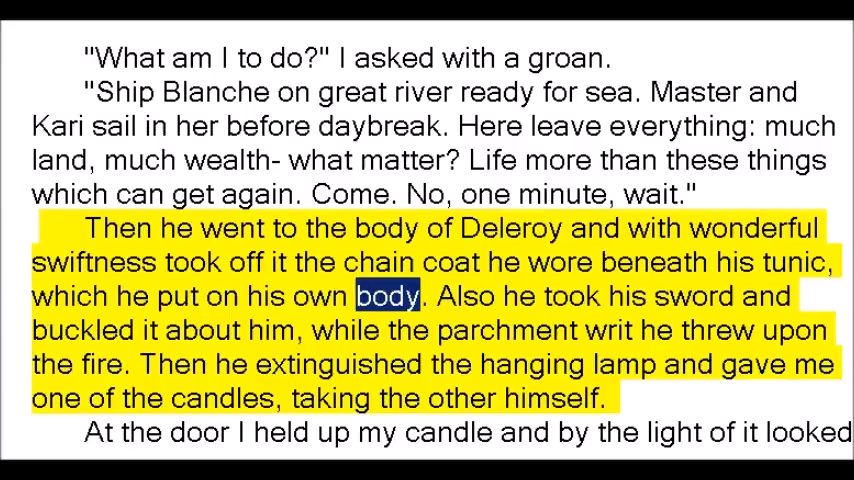 "What am I to do?" I asked with a groan.
"Ship Blanche on great river ready for sea. Master and
Kari sail in her before daybreak. Here leave everything: much
land, much wealth- what matter? Life more than these things
which can get again. Come. No, one minute, wait."
Then he went to the body of Deleroy and with wonderful
swiftness took off it the chain coat he wore beneath his tunic,
which he put on his own body. Also he took his sword and
buckled it about him, while the parchment writ he threw upon
the fire. Then he extinguished the hanging lamp and gave me
one of the candles, taking the other himself.
At the door I held up my candle and by the light of it looked